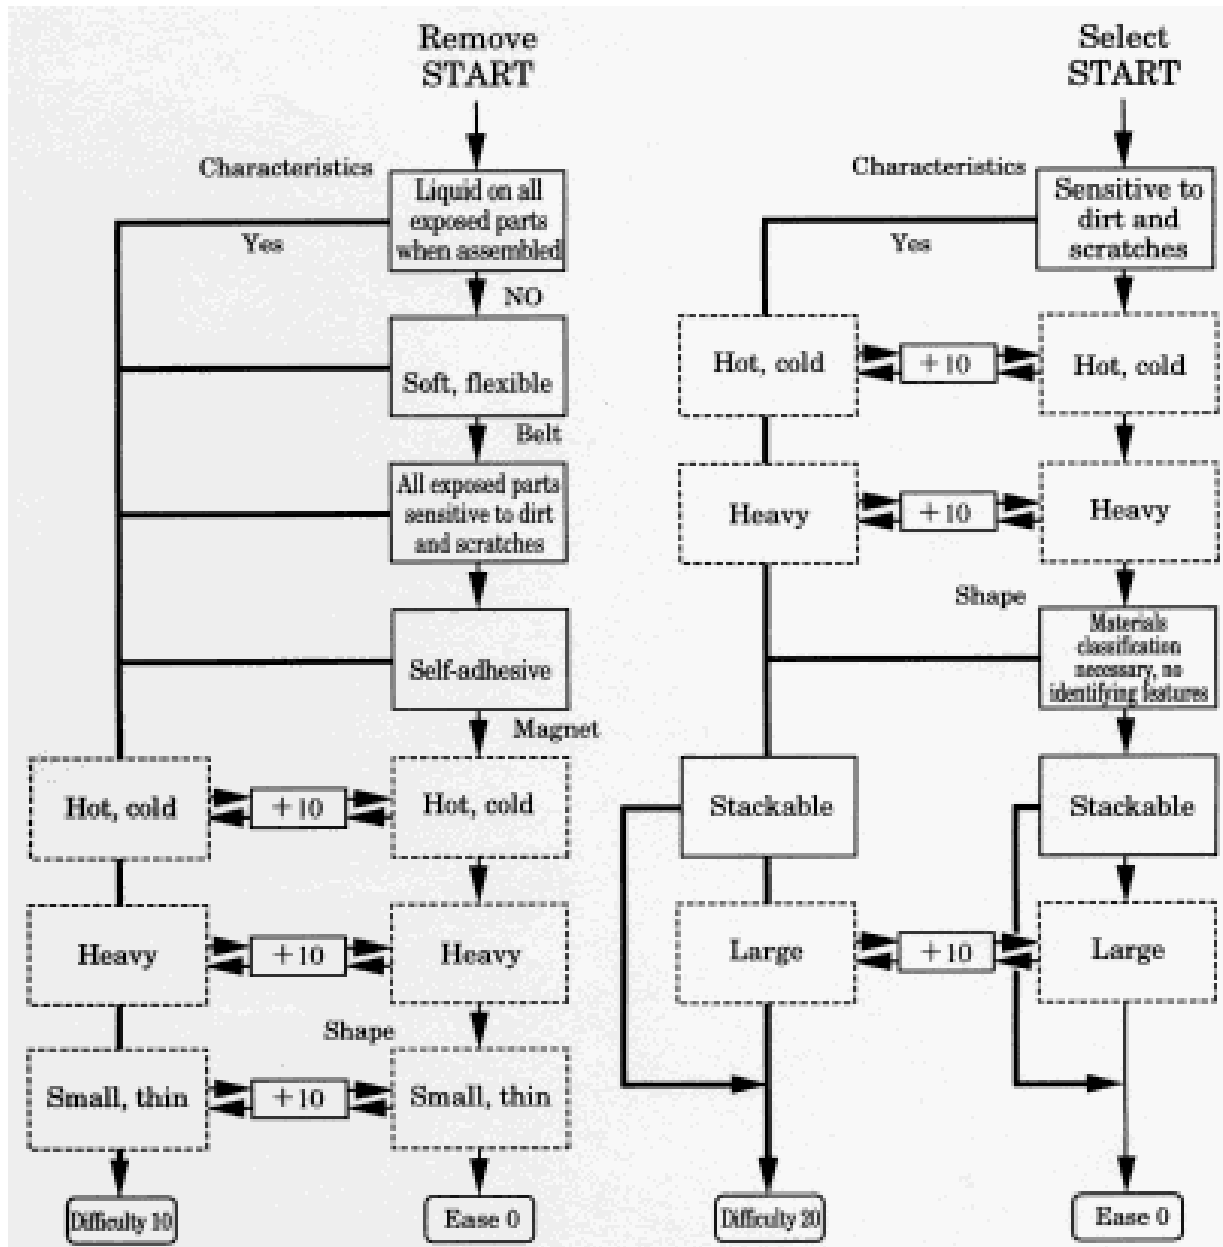 Remove
START
Characteristics
Liquid on all
exposed parts
when assembled
Yes
NO
Soft, flexible
Belt
All exposed parts
sensitive to dirt
and scratches
Self-adhesive
Magnet
Hot, cold
+10
Hot, cold
Heavy
+10
Heavy
Shape
Small, thin
+10
Small, thin
Difficulty 10
Ease 0
Select
START
Characteristics
Sensitive to
dirt and
scratches
Yes
Hot, cold
+10
Hot, cold
Heavy
+10
Heavy
Shape
Materials
classification
necessary, no
identifying features
Stackable
Stackable
Large
+10
Large
Difficulty 20
Ease 0